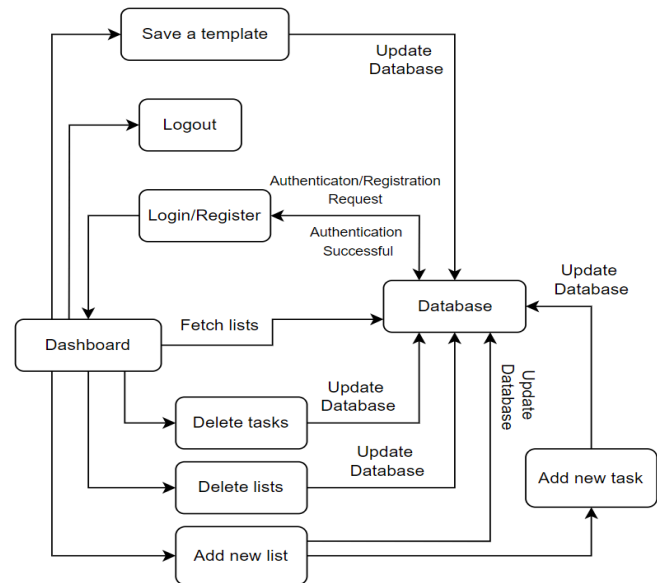 Save a template
Update
Database
Logout
Authenticaton/Registration
Request
Login/Register
Authentication
Successful
Update
Database
Database
Fetch lists
Dashboard
Update
Database
Update
Database
Delete tasks
Update
Database
Add new task
Delete lists
Add new list